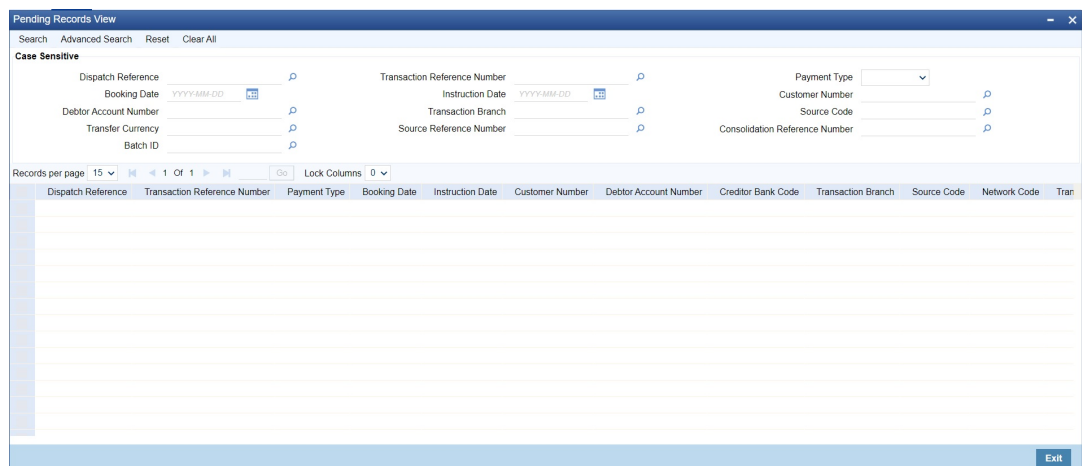 Pending Records View
Search Advanced Search Reset Clear All
Case Sensitive
Dispatch Reference Transaction Reference Number Payment Type
Booking Date YYYY-MM-DD Instruction Date YYYY-MM-DD Customer Number
Debtor Account Number Transaction Branch Source Code
Transfer Currency Source Reference Number Consolidation Reference Number
Batch ID
Records per page 15 1 Of 1 Go Lock Columns 0
Dispatch Reference Transaction Reference Number Payment Type Booking Date Instruction Date Customer Number Debtor Account Number Creditor Bank Code Transaction Branch Source Code Network Code Tran
Exit